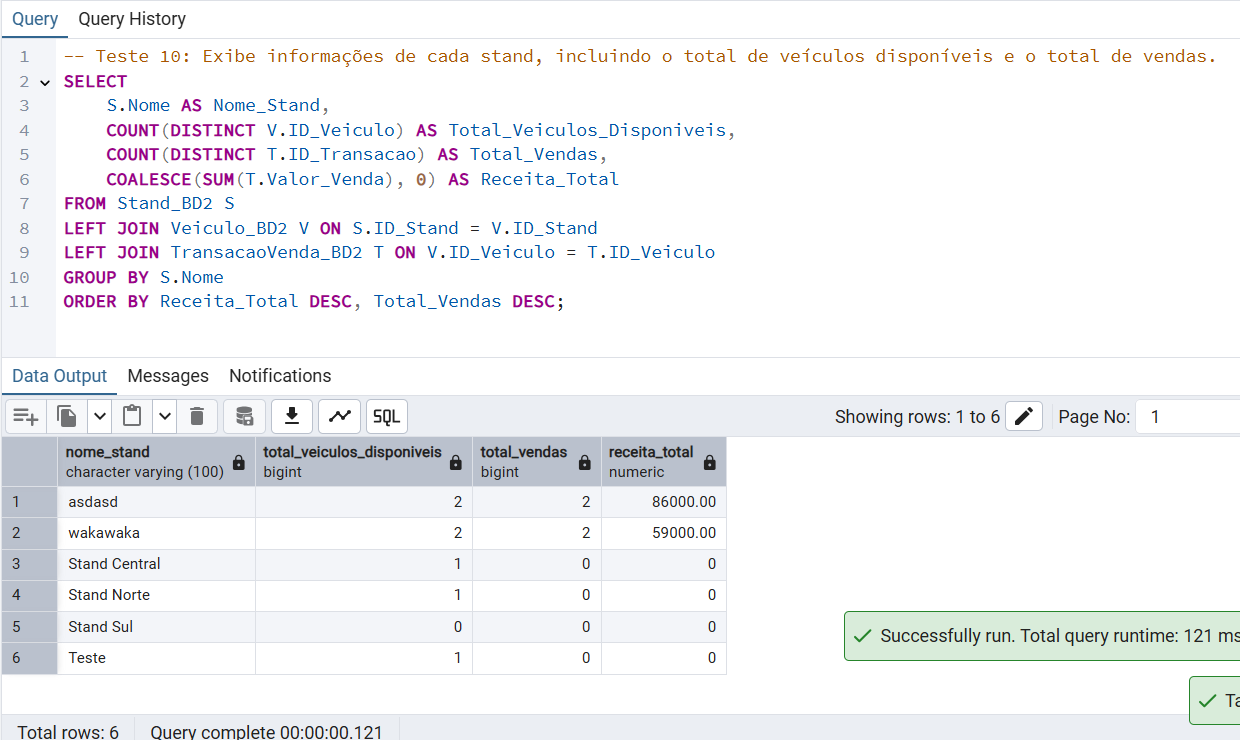 Query Query History
1 -- Teste 10: Exibe informações de cada stand, incluindo o total de veículos disponíveis e o total de vendas.
2 SELECT
3 S.Nome AS Nome_Stand,
4 COUNT(DISTINCT V.ID_Veiculo) AS Total_Veiculos_Disponiveis,
5 COUNT(DISTINCT T.ID_Transacao) AS Total_Vendas,
6 COALESCE(SUM(T.Valor_Venda), 0) AS Receita_Total
7 FROM Stand_BD2 S
8 LEFT JOIN Veiculo_BD2 V ON S.ID_Stand = V.ID_Stand
9 LEFT JOIN TransacaoVenda_BD2 T ON V.ID_Veiculo = T.ID_Veiculo
10 GROUP BY S.Nome
11 ORDER BY Receita_Total DESC, Total_Vendas DESC;
Data Output Messages Notifications
SQL Showing rows: 1 to 6 Page No: 1
nome_stand total_veiculos_disponiveis total_vendas receita_total
character varying (100) bigint bigint numeric
1 asdasd 2 2 86000.00
2 wakawaka 2 2 59000.00
3 Stand Central 1 0 0
4 Stand Norte 1 0 0
5 Stand Sul 0 0 0
6 Teste 1 0 0
Successfully run. Total query runtime: 121 ms
Ta
Total rows: 6 Query complete 00:00:00.121